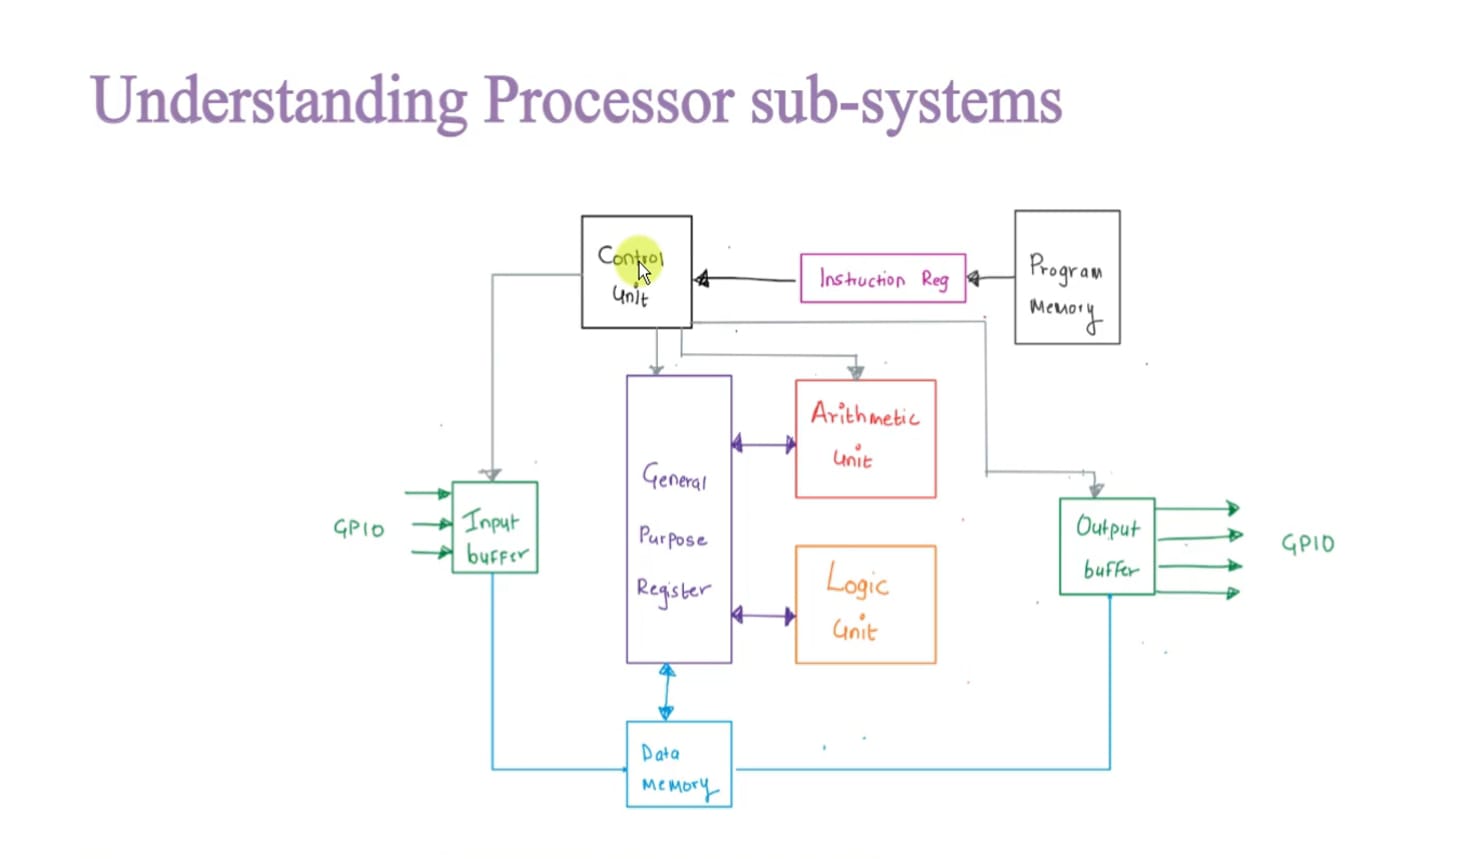 Understanding Processor sub-systems
Control
Unit
Instruction Reg
Program
Memory
General
Purpose
Register
Arithmetic
Unit
Logic
Unit
GPIO
Input
buffer
Output
buffer
GPIO
Data
Memory